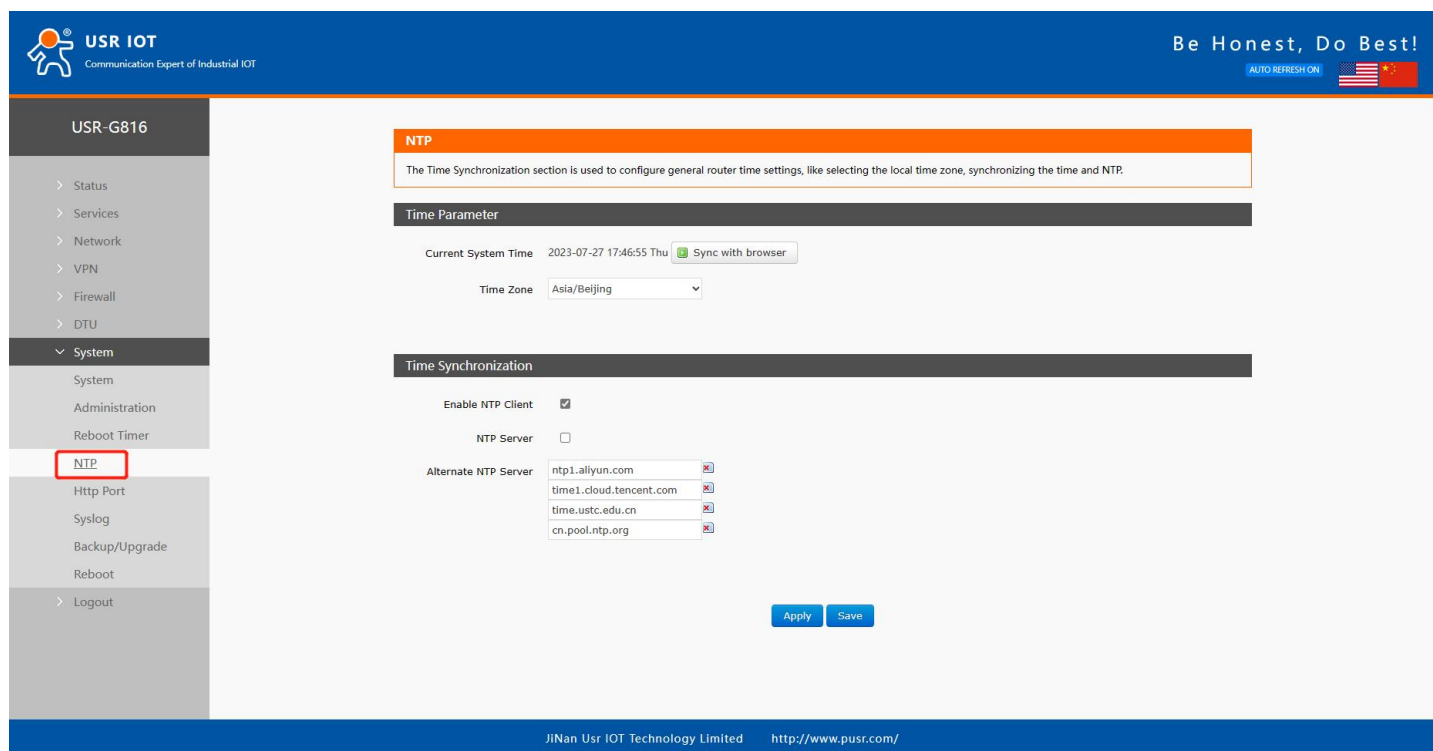 USR IOT
Communication Expert of Industrial IOT
Be Honest, Do Best!
AUTO REFRESH ON
USR-G816
Status
Services
Network
VPN
Firewall
DTU
System
System
Administration
Reboot Timer
NTP
Http Port
Syslog
Backup/Upgrade
Reboot
Logout
NTP
The Time Synchronization section is used to configure general router time settings, like selecting the local time zone, synchronizing the time and NTP.
Time Parameter
Current System Time 2023-07-27 17:46:55 Thu Sync with browser
Time Zone Asia/Beijing
Time Synchronization
Enable NTP Client
NTP Server
Alternate NTP Server ntp1.aliyun.com
time1.cloud.tencent.com
time.ustc.edu.cn
cn.pool.ntp.org
Apply Save
JiNan Usr IOT Technology Limited http://www.pusr.com/